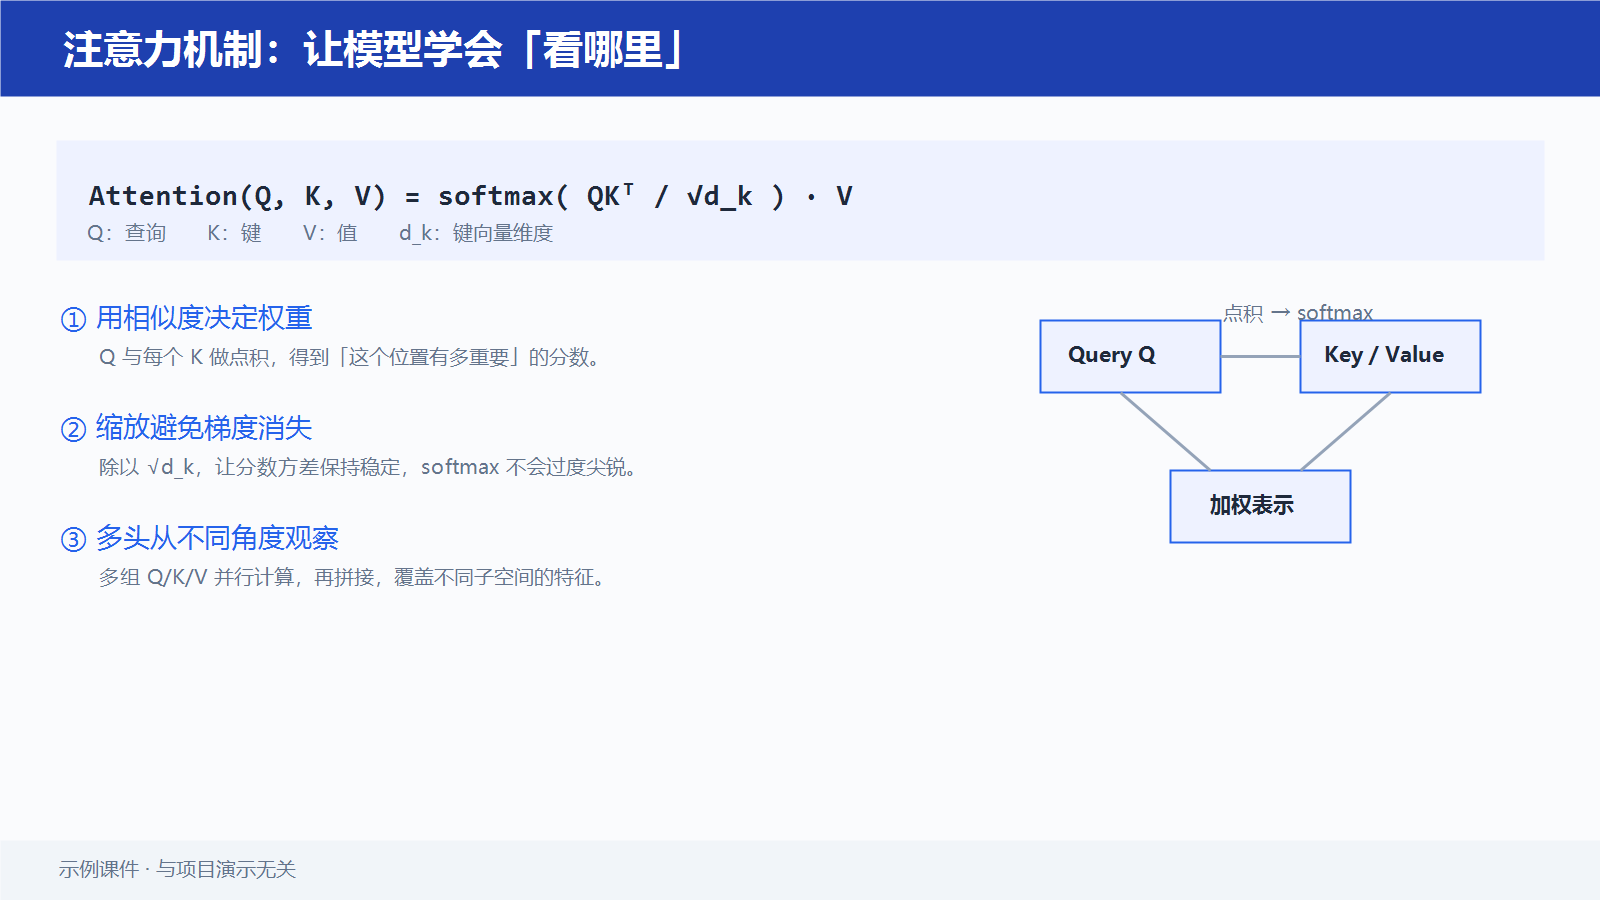 注意力机制：让模型学会「看哪里」
Attention(Q, K, V) = softmax( QKᵀ / √d_k ) · V
Q：查询 K：键 V：值 d_k：键向量维度
① 用相似度决定权重
Q 与每个 K 做点积，得到「这个位置有多重要」的分数。
② 缩放避免梯度消失
除以 √d_k，让分数方差保持稳定，softmax 不会过度尖锐。
③ 多头从不同角度观察
多组 Q/K/V 并行计算，再拼接，覆盖不同子空间的特征。
点积 → softmax
Query Q
Key / Value
加权表示
示例课件 · 与项目演示无关